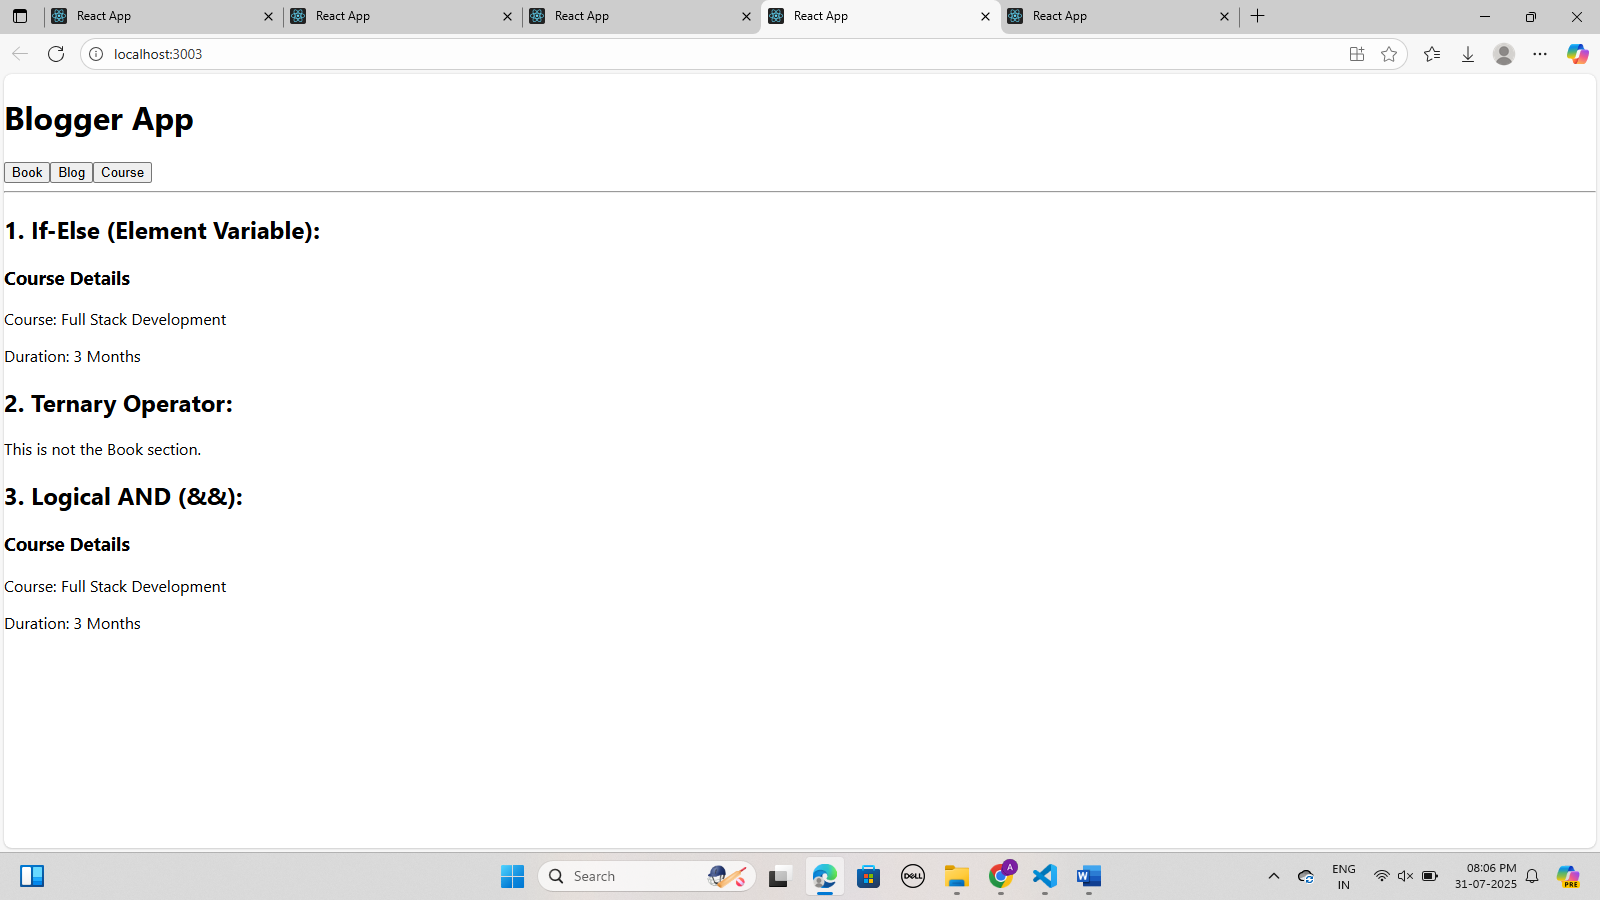 React App
React App
React App
React App
React App
localhost:3003
Blogger App
Book Blog Course
1. If-Else (Element Variable):
Course Details
Course: Full Stack Development
Duration: 3 Months
2. Ternary Operator:
This is not the Book section.
3. Logical AND (&&):
Course Details
Course: Full Stack Development
Duration: 3 Months
Search
DELL
A
W
ENG
IN
08:06 PM
31-07-2025
PRE